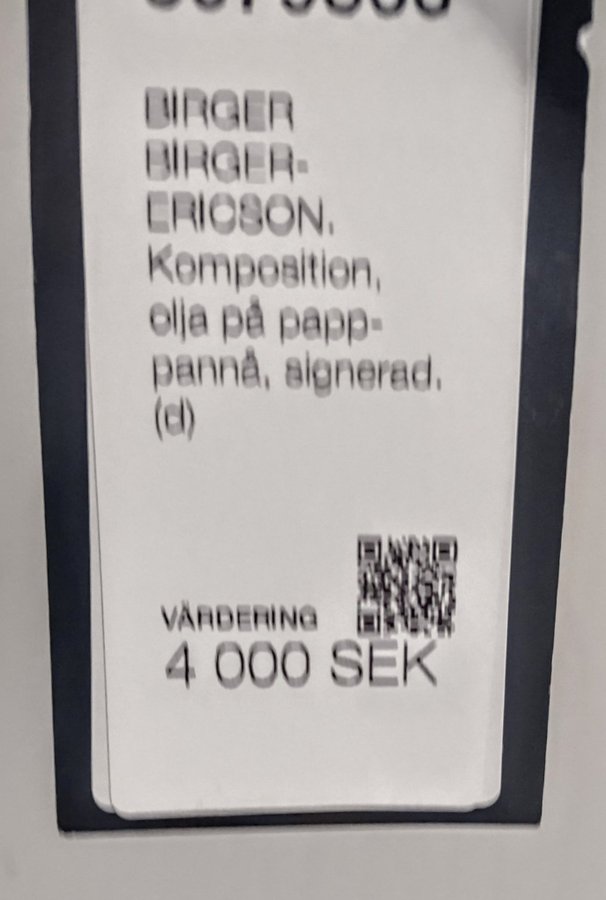 BIRGER
BIRGER-
ERICSON.
Komposition,
olja på papp-
pannå, signerad.
(d)
VÄRDERING
4 000 SEK